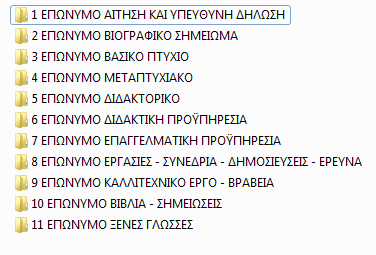 1 ΕΠΩΝΥΜΟ ΑΙΤΗΣΗ ΚΑΙ ΥΠΕΥΘΥΝΗ ΔΗΛΩΣΗ
2 ΕΠΩΝΥΜΟ ΒΙΟΓΡΑΦΙΚΟ ΣΗΜΕΙΩΜΑ
3 ΕΠΩΝΥΜΟ ΒΑΣΙΚΟ ΠΤΥΧΙΟ
4 ΕΠΩΝΥΜΟ ΜΕΤΑΠΤΥΧΙΑΚΟ
5 ΕΠΩΝΥΜΟ ΔΙΔΑΚΤΟΡΙΚΟ
6 ΕΠΩΝΥΜΟ ΔΙΔΑΚΤΙΚΗ ΠΡΟΫΠΗΡΕΣΙΑ
7 ΕΠΩΝΥΜΟ ΕΠΑΓΓΕΛΜΑΤΙΚΗ ΠΡΟΫΠΗΡΕΣΙΑ
8 ΕΠΩΝΥΜΟ ΕΡΓΑΣΙΕΣ - ΣΥΝΕΔΡΙΑ - ΔΗΜΟΣΙΕΥΣΕΙΣ - ΕΡΕΥΝΑ
9 ΕΠΩΝΥΜΟ ΚΑΛΛΙΤΕΧΝΙΚΟ ΕΡΓΟ - ΒΡΑΒΕΙΑ
10 ΕΠΩΝΥΜΟ ΒΙΒΛΙΑ - ΣΗΜΕΙΩΣΕΙΣ
11 ΕΠΩΝΥΜΟ ΞΕΝΕΣ ΓΛΩΣΣΕΣ